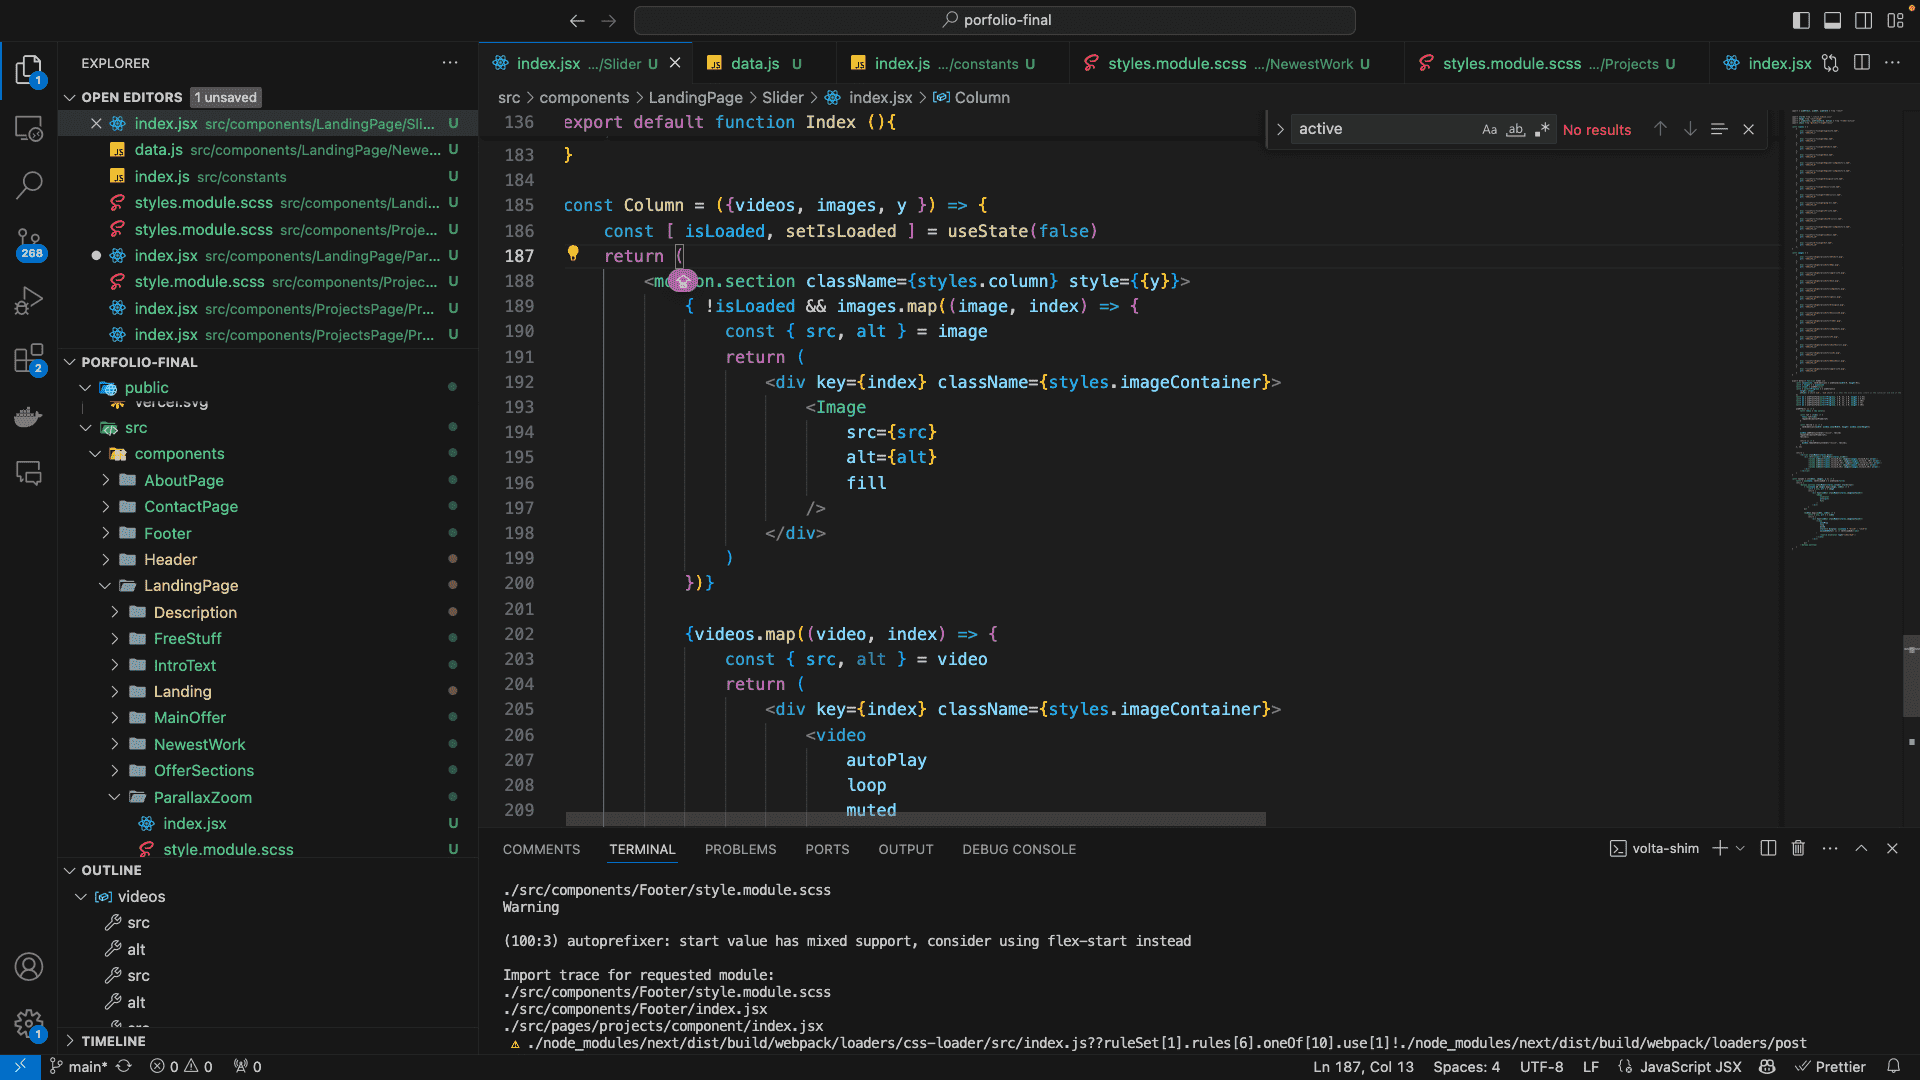 porfolio-final
EXPLORER
OPEN EDITORS 1 unsaved
index.jsx src/components/LandingPage/Sli... U
data.js src/components/LandingPage/Newe... U
index.js src/constants U
styles.module.scss src/components/Landi... U
styles.module.scss src/components/Proje... U
index.jsx src/components/LandingPage/Par... U
style.module.scss src/components/Projec... U
index.jsx src/components/ProjectsPage/Pr... U
index.jsx src/components/ProjectsPage/Pr... U
PORFOLIO-FINAL
public
vercel.svg
src
components
AboutPage
ContactPage
Footer
Header
LandingPage
Description
FreeStuff
IntroText
Landing
MainOffer
NewestWork
OfferSections
ParallaxZoom
index.jsx U
style.module.scss U
OUTLINE
videos
src
alt
src
alt
TIMELINE
1
268
2
1
index.jsx .../Slider U
JS data.js U
JS index.js .../constants U
styles.module.scss .../NewestWork U
styles.module.scss .../Projects U
index.jsx
src > components > LandingPage > Slider > index.jsx > Column
active Aa ab .* No results
136 export default function Index (){
183 }
184
185 const Column = ({videos, images, y }) => {
186 const [ isLoaded, setIsLoaded ] = useState(false)
187 return (
188 <motion.section className={styles.column} style={{y}}>
189 { !isLoaded && images.map((image, index) => {
190 const { src, alt } = image
191 return (
192 <div key={index} className={styles.imageContainer}>
193 <Image
194 src={src}
195 alt={alt}
196 fill
197 />
198 </div>
199 )
200 })}
201
202 {videos.map((video, index) => {
203 const { src, alt } = video
204 return (
205 <div key={index} className={styles.imageContainer}>
206 <video
207 autoPlay
208 loop
209 muted
COMMENTS TERMINAL PROBLEMS PORTS OUTPUT DEBUG CONSOLE
volta-shim
./src/components/Footer/style.module.scss
Warning
(100:3) autoprefixer: start value has mixed support, consider using flex-start instead
Import trace for requested module:
./src/components/Footer/style.module.scss
./src/components/Footer/index.jsx
./src/pages/projects/component/index.jsx
⚠ ./node_modules/next/dist/build/webpack/loaders/css-loader/src/index.js??ruleSet[1].rules[6].oneOf[10].use[1]!./node_modules/next/dist/build/webpack/loaders/post
main* 0 0 0
Ln 187, Col 13 Spaces: 4 UTF-8 LF {} JavaScript JSX Prettier